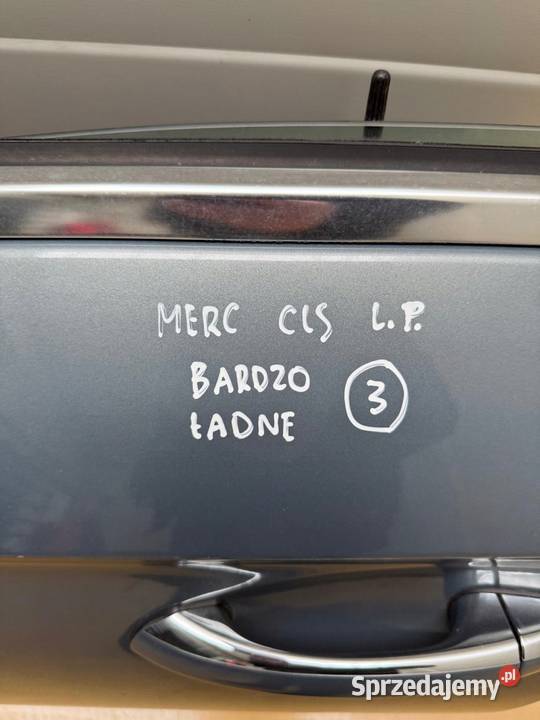 MERC CLS L.P.
BARDZO 3
ŁADNE
Sprzedajemy.pl